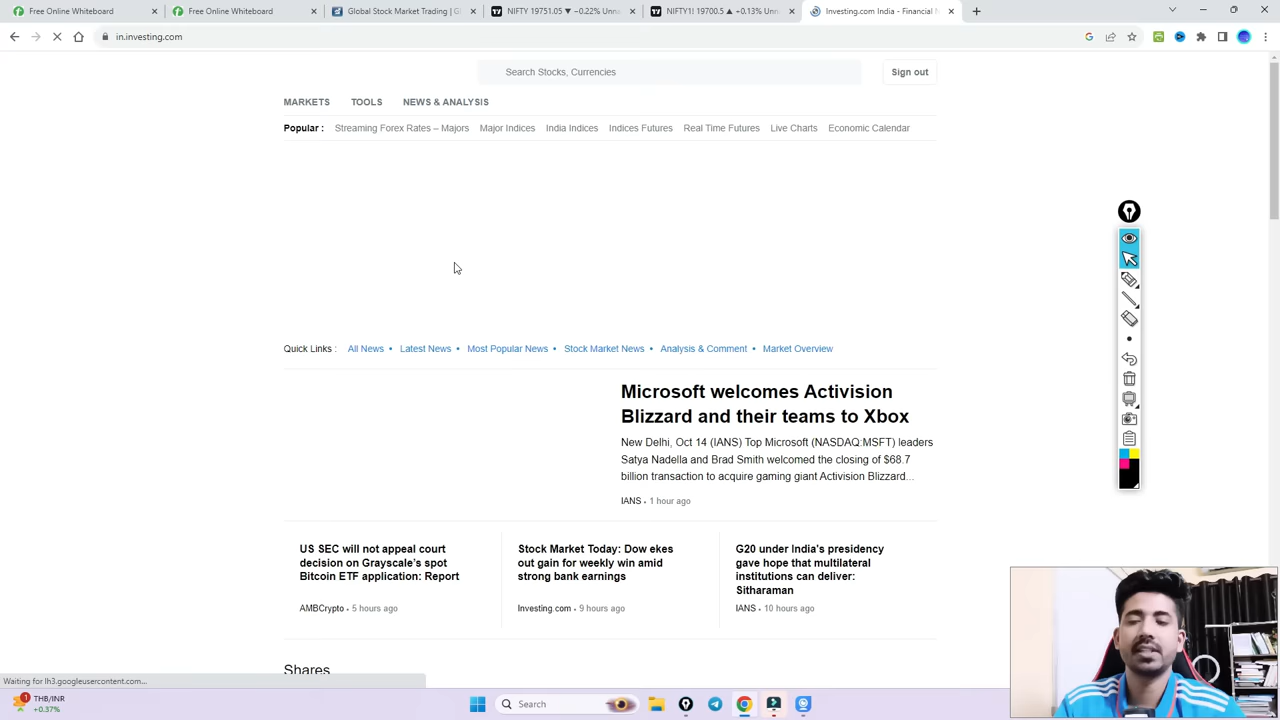 Free Online Whiteboard
Free Online Whiteboard
Global Stock Market Trading | G
NIFTY 19751.05 ▼ −0.22% Unna
NIFTY1! 19700.5 ▲ +0.13% Unn
Investing.com India - Financial N
in.investing.com
Search Stocks, Currencies
Sign out
MARKETS TOOLS NEWS & ANALYSIS
Popular : Streaming Forex Rates – Majors Major Indices India Indices Indices Futures Real Time Futures Live Charts Economic Calendar
Quick Links : All News • Latest News • Most Popular News • Stock Market News • Analysis & Comment • Market Overview
Microsoft welcomes Activision
Blizzard and their teams to Xbox
New Delhi, Oct 14 (IANS) Top Microsoft (NASDAQ:MSFT) leaders
Satya Nadella and Brad Smith welcomed the closing of $68.7
billion transaction to acquire gaming giant Activision Blizzard...
IANS • 1 hour ago
US SEC will not appeal court
decision on Grayscale's spot
Bitcoin ETF application: Report
AMBCrypto • 5 hours ago
Stock Market Today: Dow ekes
out gain for weekly win amid
strong bank earnings
Investing.com • 9 hours ago
G20 under India's presidency
gave hope that multilateral
institutions can deliver:
Sitharaman
IANS • 10 hours ago
Shares
Waiting for lh3.googleusercontent.com...
1
THB/INR
+0.37%
Search